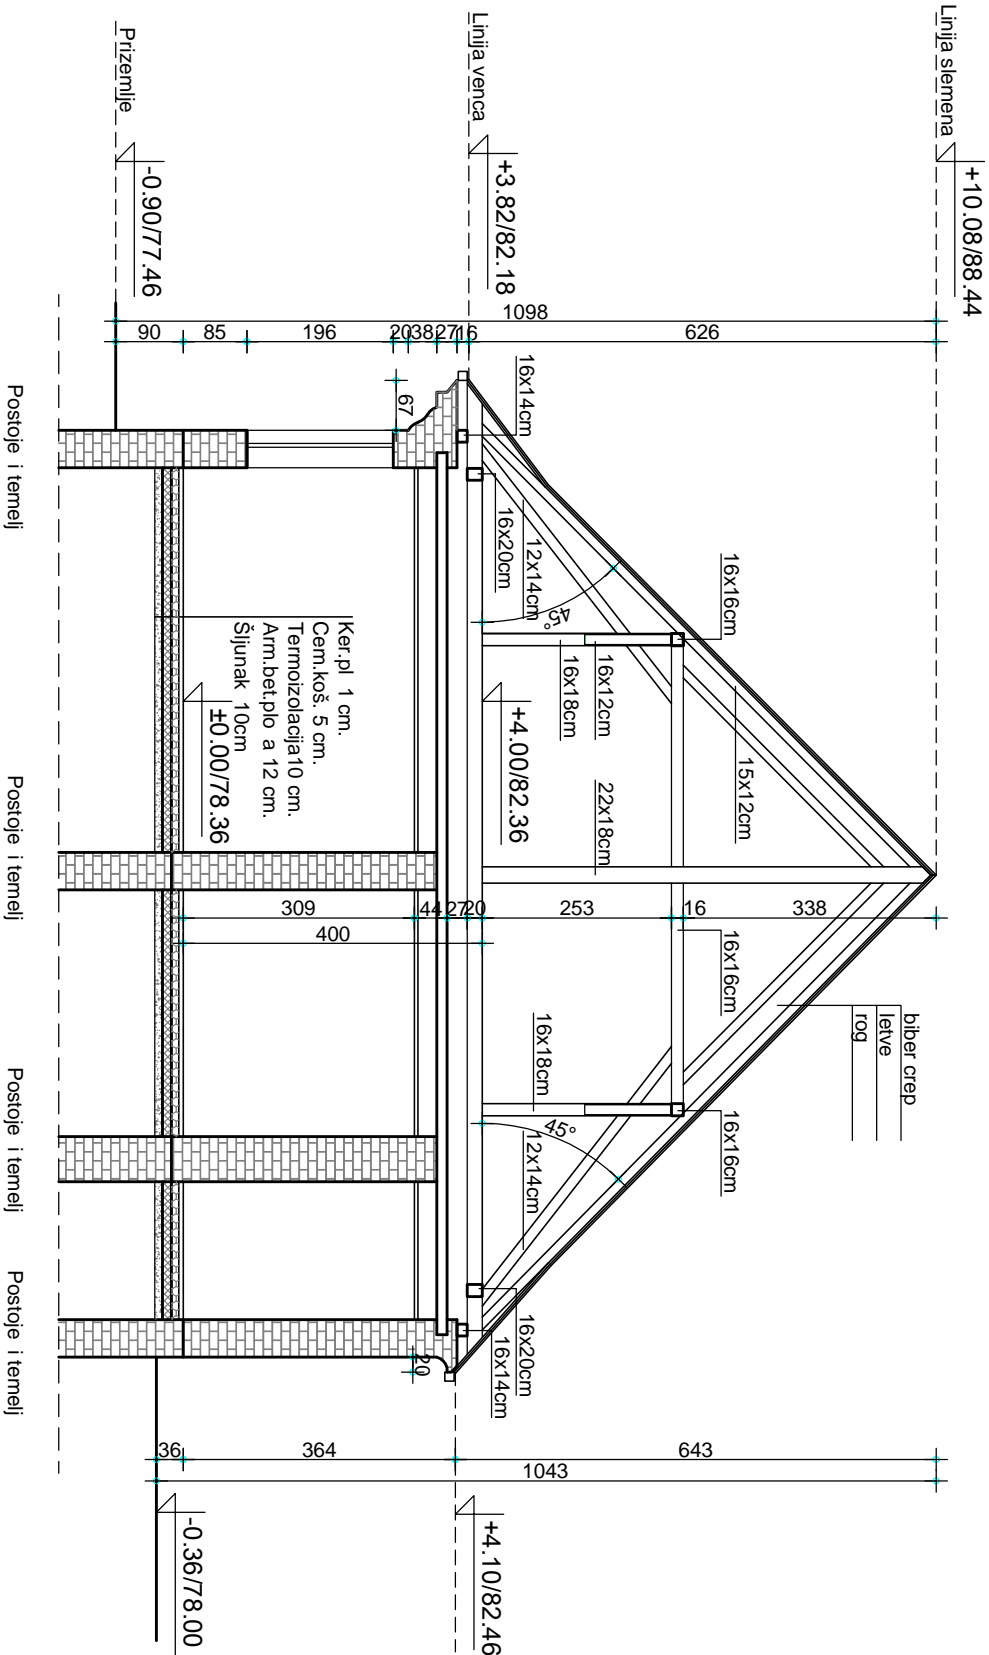 Linija slemena
+10.08/88.44
Linija venca
+3.82/82.18
Prizemlje
-0.90/77.46
1098
90
85
196
20
38
27
16
626
67
16x14cm
16x20cm
12x14cm
45°
16x16cm
16x12cm
16x18cm
15x12cm
22x18cm
+4.00/82.36
Ker.pl 1 cm.
Cem.koš. 5 cm.
Termoizolacija10 cm.
Arm.bet.plo a 12 cm.
Šljunak 10cm
±0.00/78.36
309
44
27
20
253
16
338
400
16x16cm
biber crep
letve
rog
16x18cm
16x16cm
45°
12x14cm
16x20cm
16x14cm
20
36
364
643
1043
+4.10/82.46
-0.36/78.00
Postoje i temelj
Postoje i temelj
Postoje i temelj
Postoje i temelj